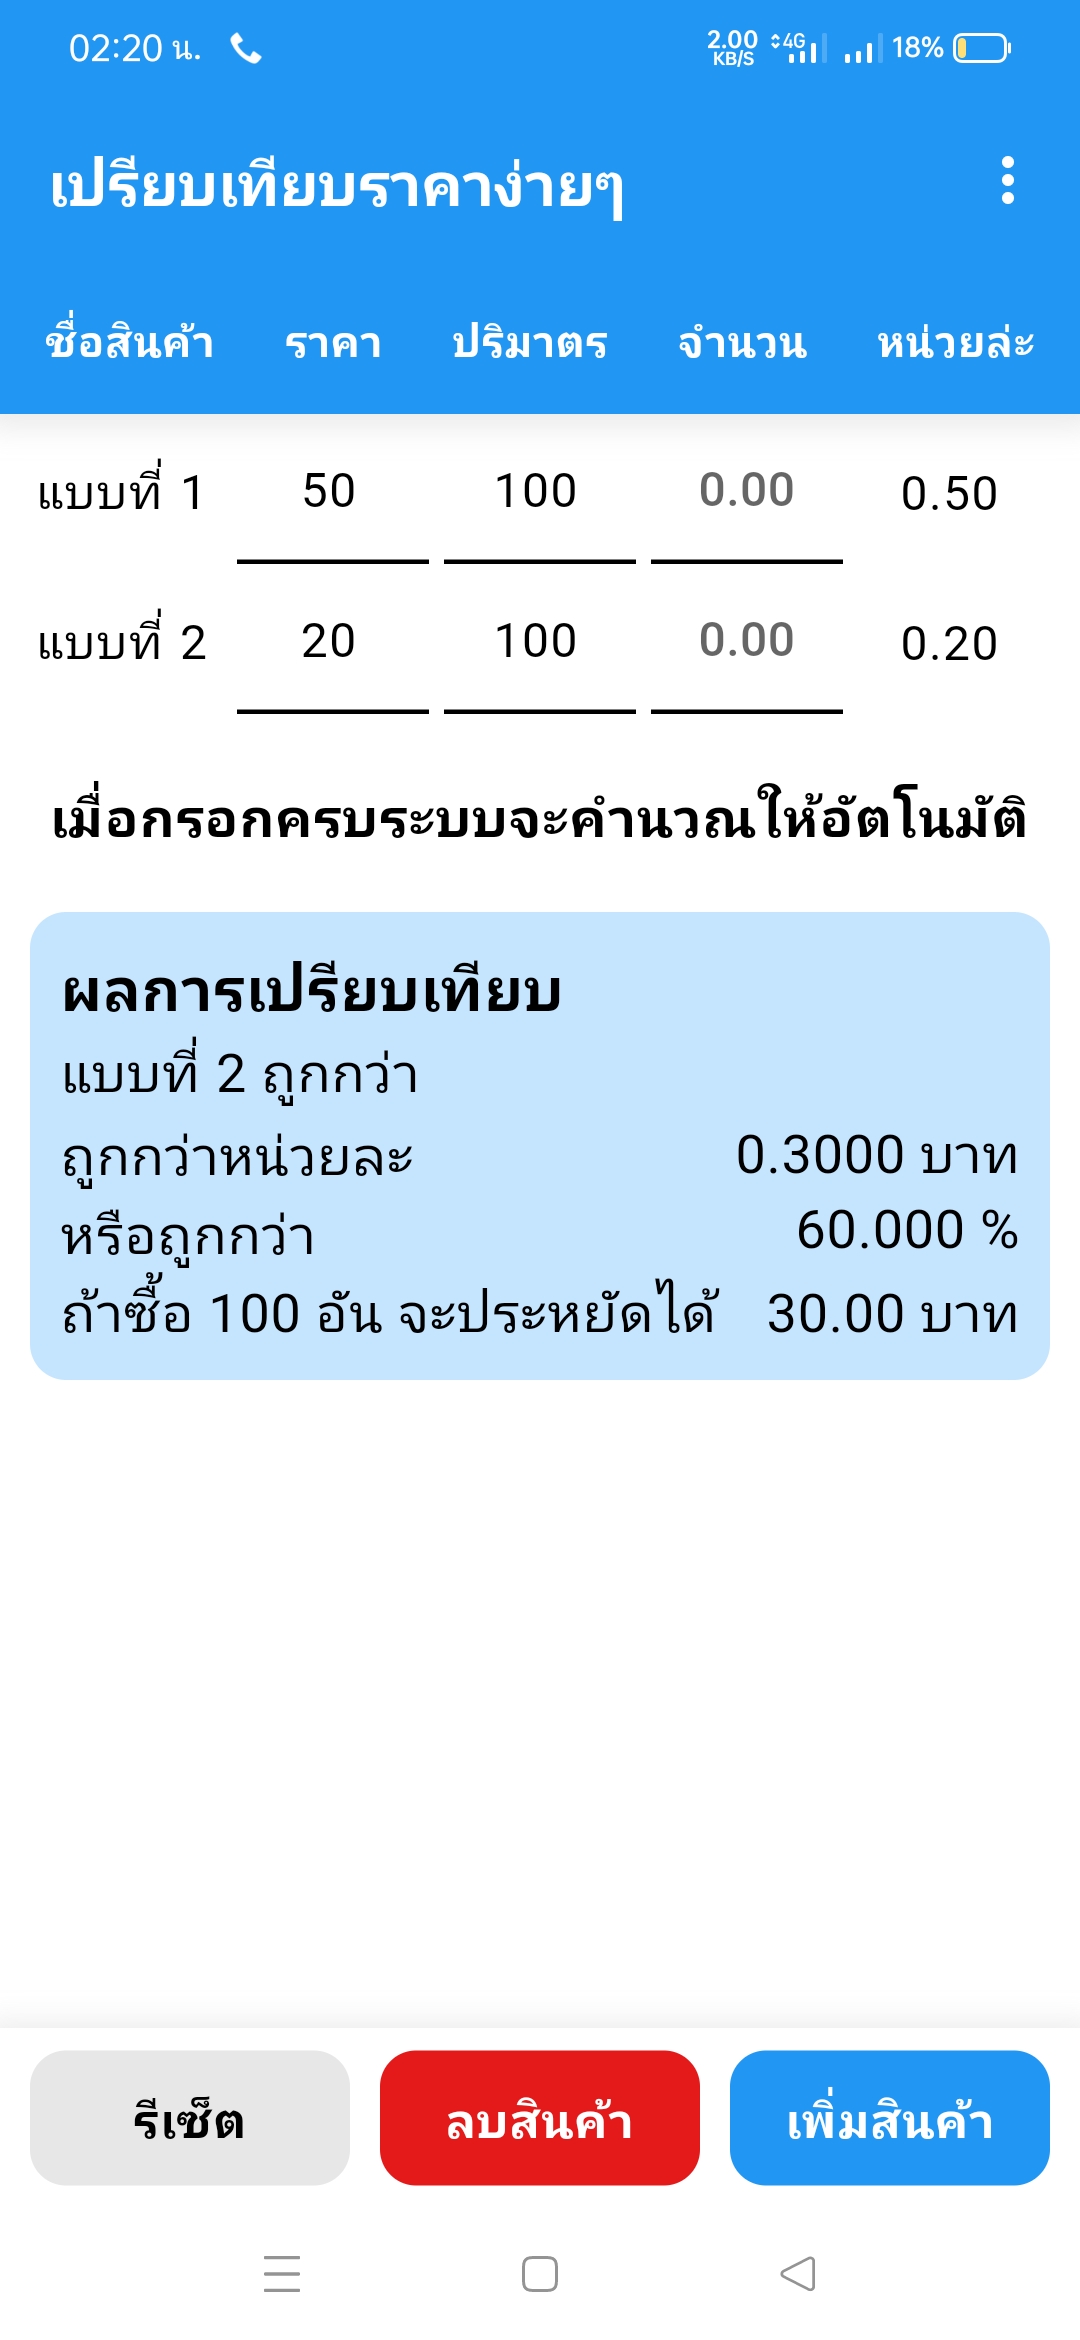 02:20 น. 2.00 KB/S 4G 18%
เปรียบเทียบราคาง่ายๆ
ชื่อสินค้า ราคา ปริมาตร จำนวน หน่วยล่ะ
แบบที่ 1 50 100 0.00 0.50
แบบที่ 2 20 100 0.00 0.20
เมื่อกรอกครบระบบจะคำนวณให้อัตโนมัติ
ผลการเปรียบเทียบ
แบบที่ 2 ถูกกว่า
ถูกกว่าหน่วยละ 0.3000 บาท
หรือถูกกว่า 60.000 %
ถ้าซื้อ 100 อัน จะประหยัดได้ 30.00 บาท
รีเซ็ต ลบสินค้า เพิ่มสินค้า